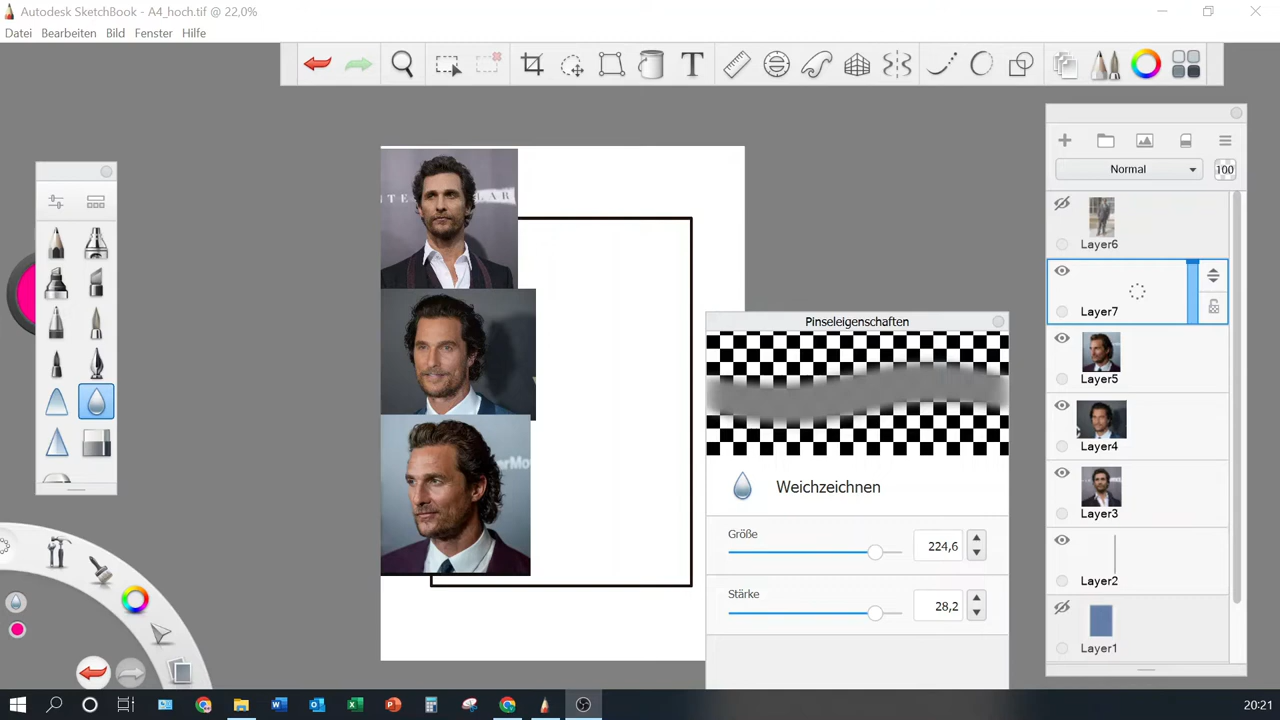 Autodesk SketchBook - A4_hoch.tif @ 22,0%
Datei Bearbeiten Bild Fenster Hilfe
T
Normal
100
Layer6
Layer7
Layer5
Layer4
Layer3
Layer2
Layer1
Pinseleigenschaften
Weichzeichnen
Größe
224,6
Stärke
28,2
20:21